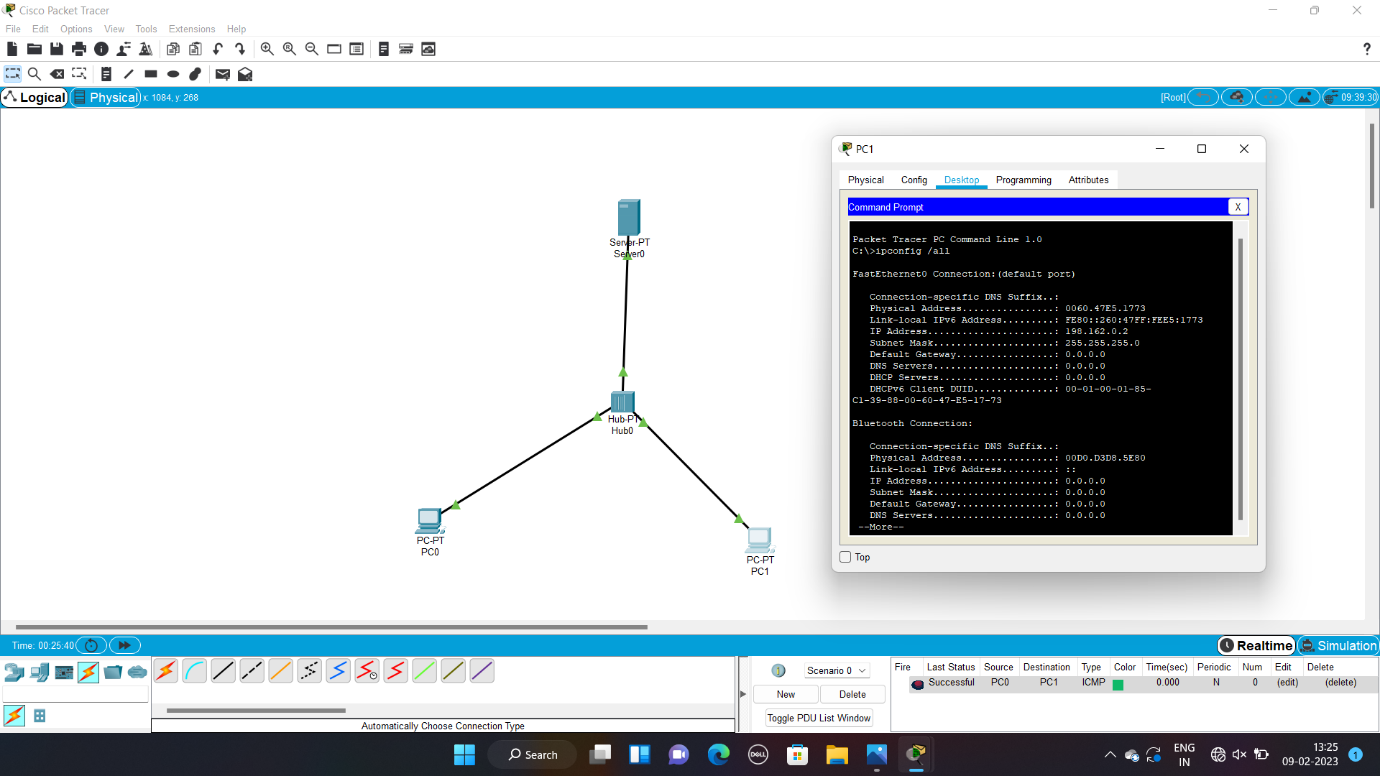 Cisco Packet Tracer
File Edit Options View Tools Extensions Help
?
Logical Physical x: 1084, y: 268 [Root] 09:39:30
Server-PT
Server0
Hub-PT
Hub0
PC-PT
PC0
PC-PT
PC1
PC1
Physical Config Desktop Programming Attributes
Command Prompt X
Packet Tracer PC Command Line 1.0
C:\>ipconfig /all
FastEthernet0 Connection:(default port)
Connection-specific DNS Suffix..:
Physical Address................: 0060.47E5.1773
Link-local IPv6 Address.........: FE80::260:47FF:FEE5:1773
IP Address......................: 198.162.0.2
Subnet Mask.....................: 255.255.255.0
Default Gateway.................: 0.0.0.0
DNS Servers.....................: 0.0.0.0
DHCP Servers....................: 0.0.0.0
DHCPv6 Client DUID..............: 00-01-00-01-85-
C1-39-88-00-60-47-E5-17-73
Bluetooth Connection:
Connection-specific DNS Suffix..:
Physical Address................: 00D0.D3D8.5E80
Link-local IPv6 Address.........: ::
IP Address......................: 0.0.0.0
Subnet Mask.....................: 0.0.0.0
Default Gateway.................: 0.0.0.0
DNS Servers.....................: 0.0.0.0
--More--
Top
Time: 00:25:40 Realtime Simulation
Automatically Choose Connection Type
Scenario 0
New Delete
Toggle PDU List Window
Fire Last Status Source Destination Type Color Time(sec) Periodic Num Edit Delete
Successful PC0 PC1 ICMP 0.000 N 0 (edit) (delete)
Search
DELL
ENG
IN
13:25
09-02-2023
1